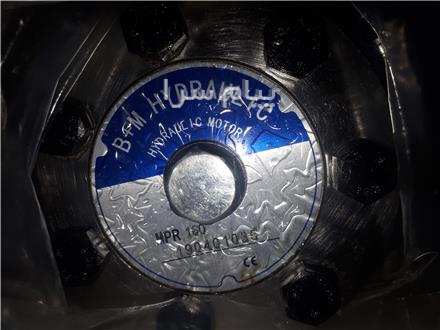 B+M HYDRAULIC
HYDRAULIC MOTOR
MPR 160
CE